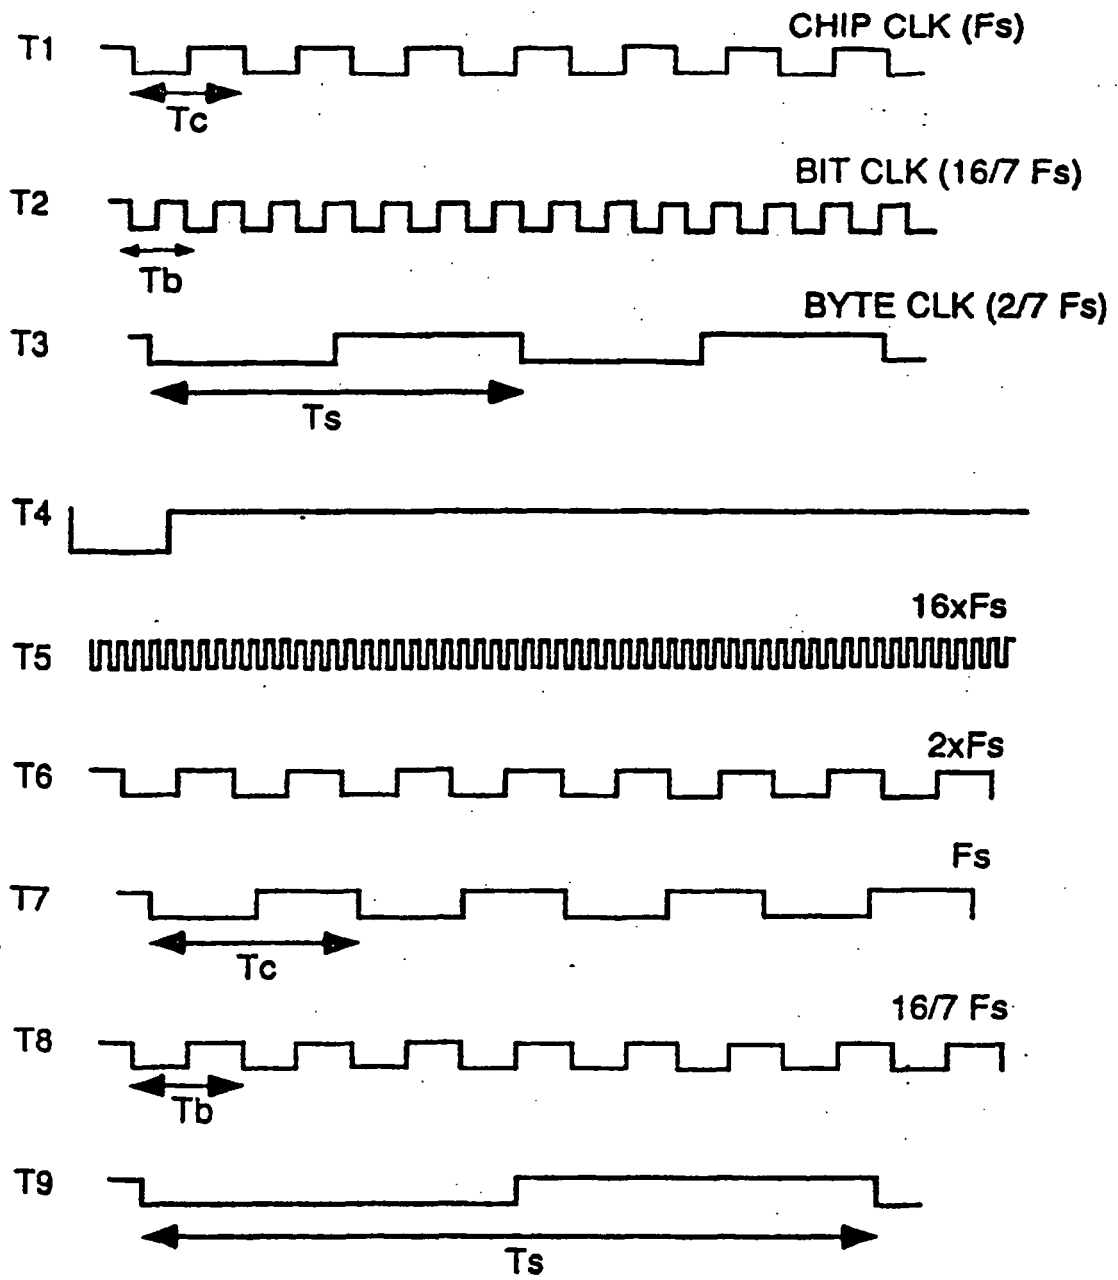 T1 CHIP CLK (Fs)
Tc
T2 BIT CLK (16/7 Fs)
Tb
T3 BYTE CLK (2/7 Fs)
Ts
T4
T5 16xFs
T6 2xFs
T7 Fs
Tc
T8 16/7 Fs
Tb
T9
Ts